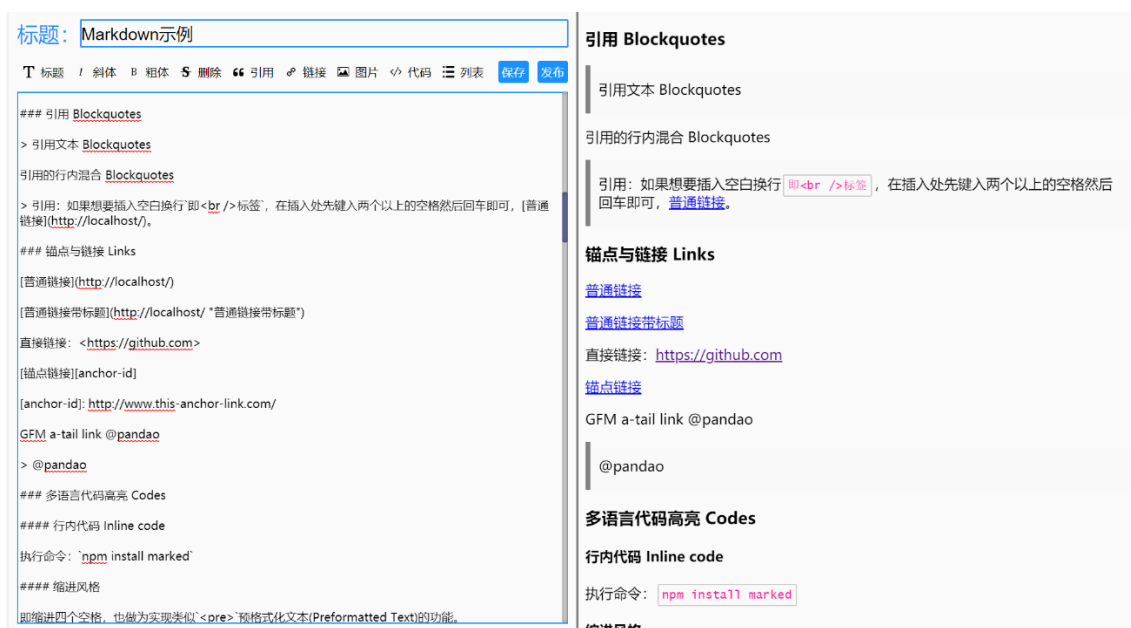 标题： Markdown示例
T 标题 I 斜体 B 粗体 S 删除 引用 链接 图片 代码 列表 保存 发布
### 引用 Blockquotes
> 引用文本 Blockquotes
引用的行内混合 Blockquotes
> 引用：如果想要插入空白换行`即<br />标签`，在插入处先键入两个以上的空格然后回车即可，[普通
链接](http://localhost/)。
### 锚点与链接 Links
[普通链接](http://localhost/)
[普通链接带标题](http://localhost/ "普通链接带标题")
直接链接：<https://github.com>
[锚点链接][anchor-id]
[anchor-id]: http://www.this-anchor-link.com/
GFM a-tail link @pandao
> @pandao
### 多语言代码高亮 Codes
#### 行内代码 Inline code
执行命令：`npm install marked`
#### 缩进风格
即缩进四个空格，也做为实现类似`<pre>`预格式化文本(Preformatted Text)的功能。
引用 Blockquotes
引用文本 Blockquotes
引用的行内混合 Blockquotes
引用：如果想要插入空白换行 即<br />标签 ，在插入处先键入两个以上的空格然后
回车即可，普通链接。
锚点与链接 Links
普通链接
普通链接带标题
直接链接：https://github.com
锚点链接
GFM a-tail link @pandao
@pandao
多语言代码高亮 Codes
行内代码 Inline code
执行命令： npm install marked
缩进风格